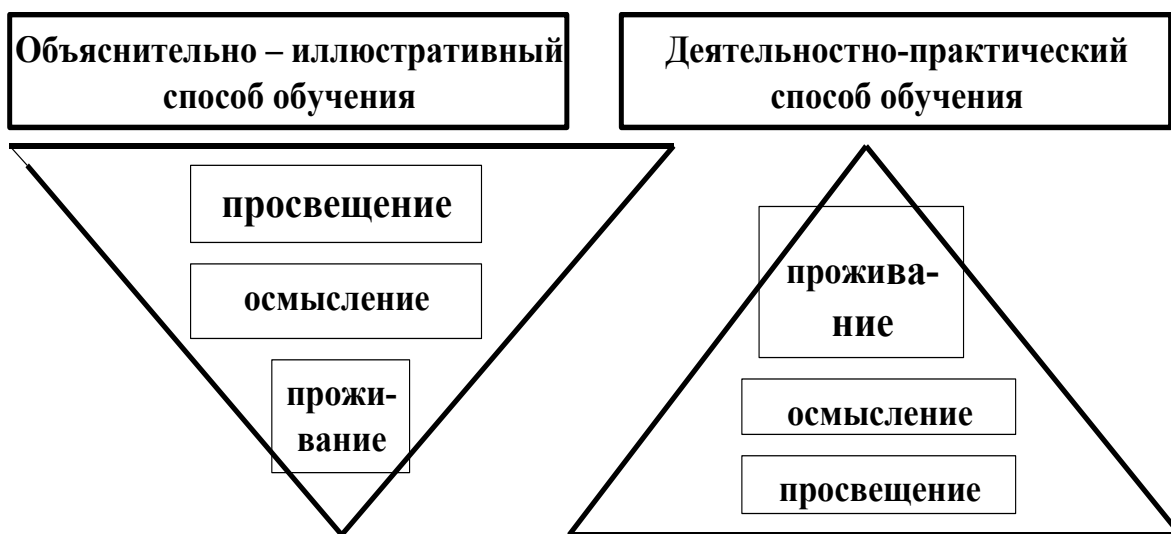 Объяснительно – иллюстративный
способ обучения
Деятельностно-практический
способ обучения
просвещение
осмысление
прожи-
вание
прожива-
ние
осмысление
просвещение